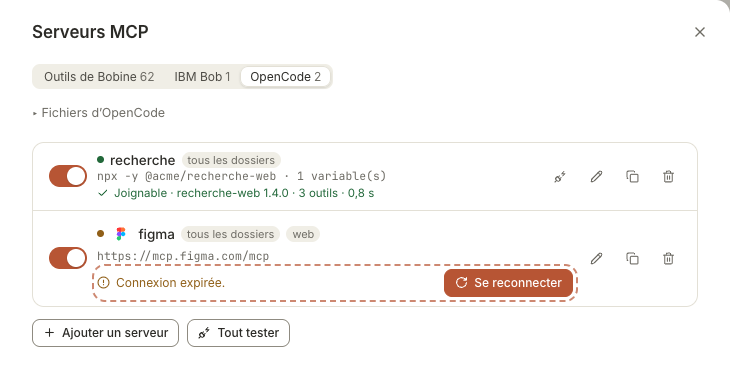 Serveurs MCP
Outils de Bobine 62 IBM Bob 1 OpenCode 2
Fichiers d’OpenCode
recherche tous les dossiers
npx -y @acme/recherche-web · 1 variable(s)
Joignable · recherche-web 1.4.0 · 3 outils · 0,8 s
figma tous les dossiers web
https://mcp.figma.com/mcp
Connexion expirée. Se reconnecter
Ajouter un serveur Tout tester